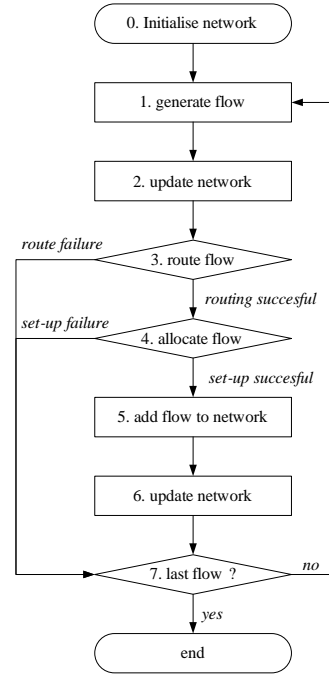 0. Initialise network
1. generate flow
2. update network
route failure
3. route flow
routing succesful
set-up failure
4. allocate flow
set-up succesful
5. add flow to network
6. update network
7. last flow ?
no
yes
end